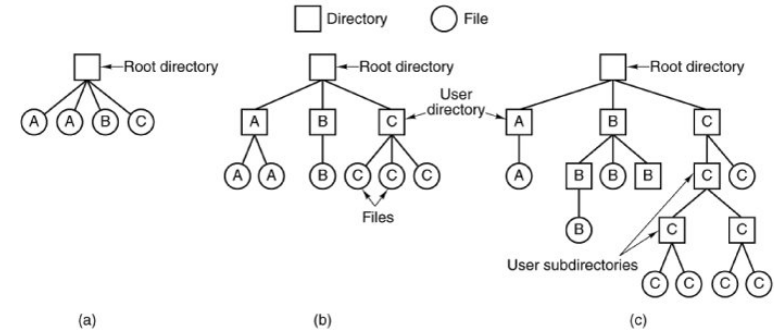 Directory File
Root directory Root directory Root directory
User
directory
A B C A B C
A A B C
A A B C C C A B B B C C
Files
B C C
User subdirectories
C C C C
(a) (b) (c)